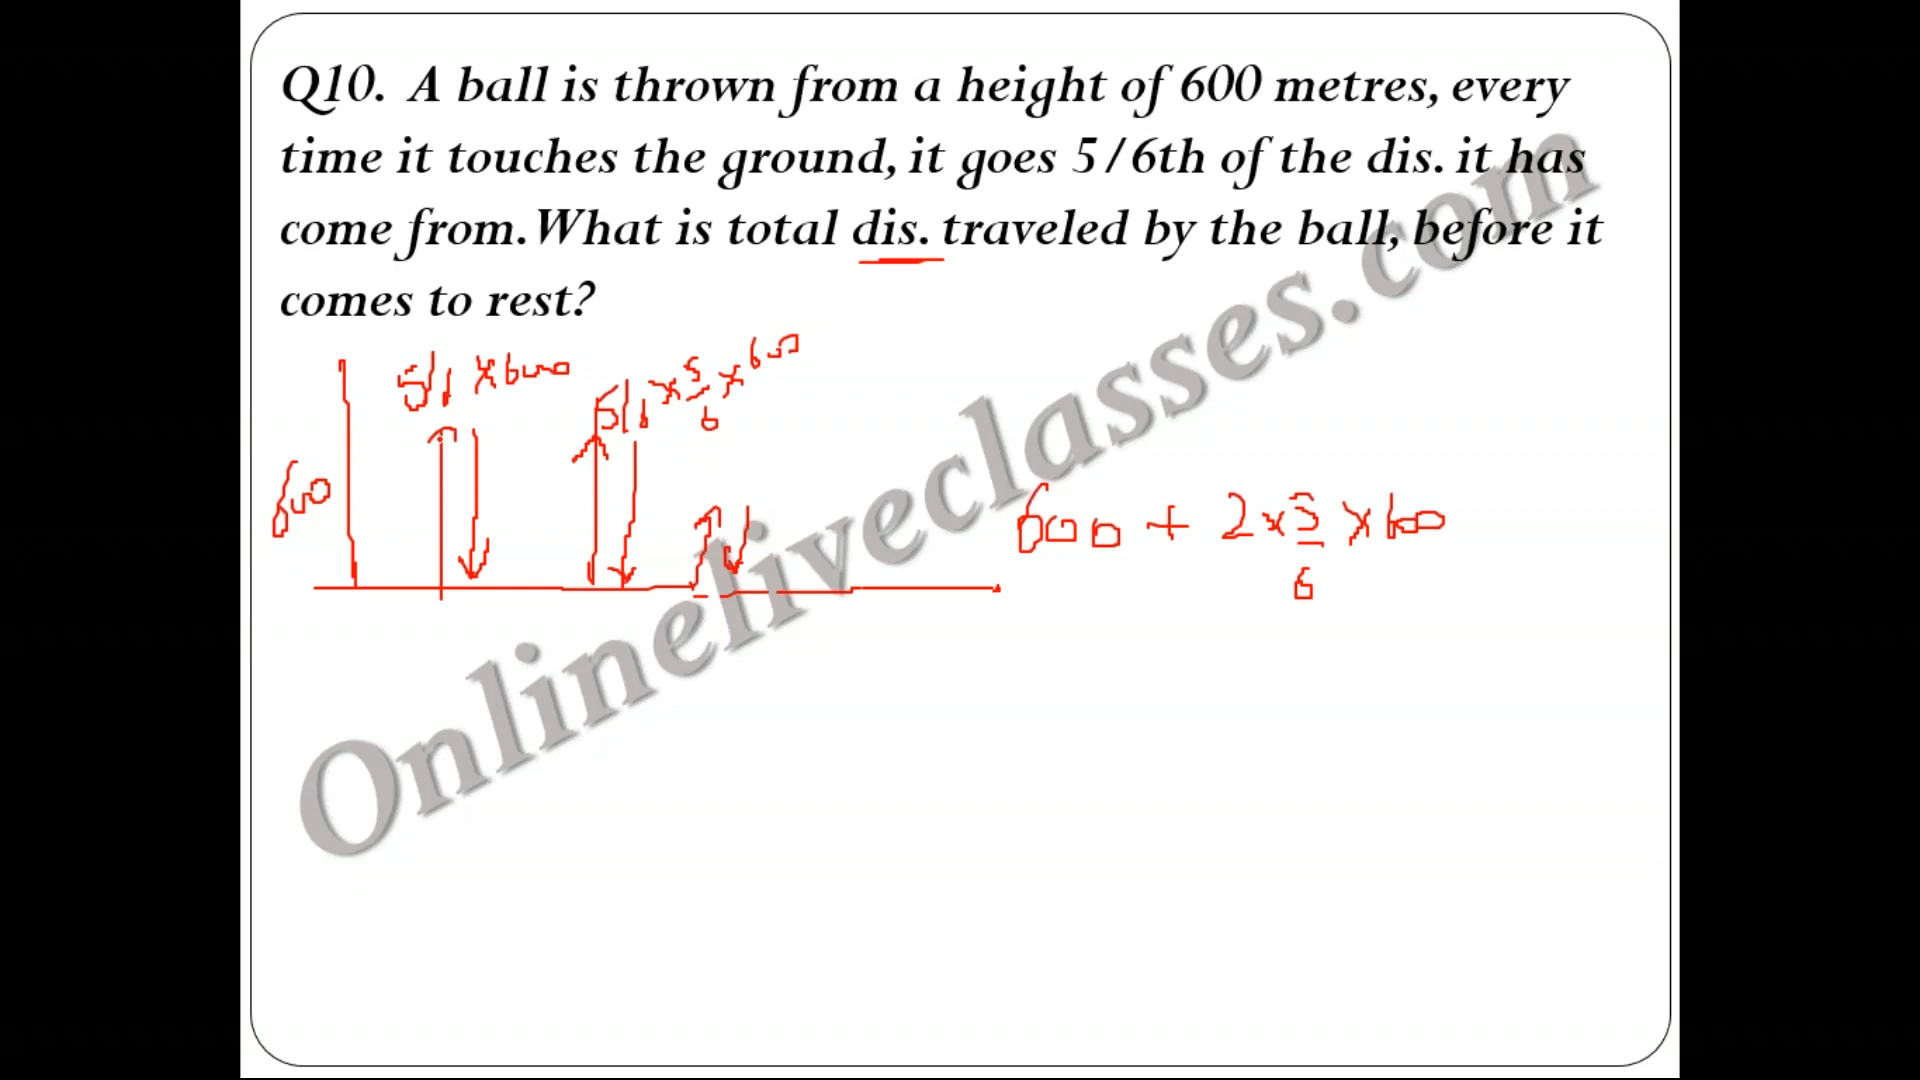 Q10. A ball is thrown from a height of 600 metres, every
time it touches the ground, it goes 5/6th of the dis. it has
come from. What is total dis. traveled by the ball, before it
comes to rest?
5/6 x 600
5/6 x 5/6 x 600
600
600 + 2 x 5/6 x 600
Onlineliveclasses.com